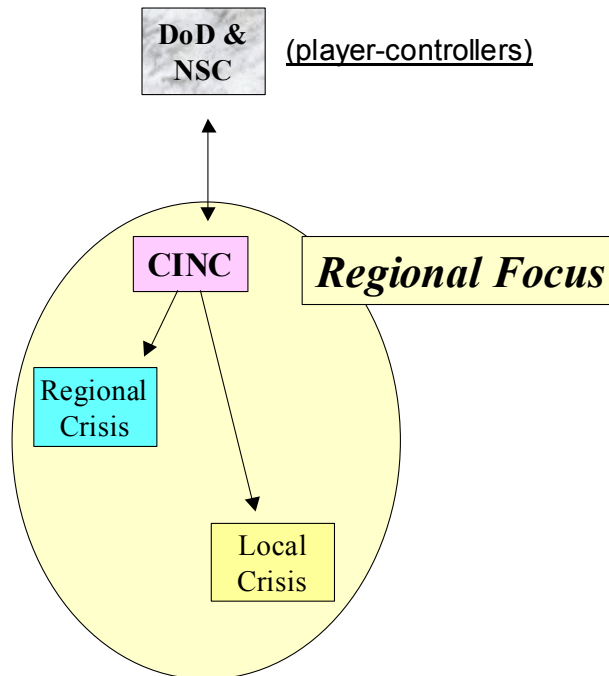 DoD &
NSC
(player-controllers)
CINC
Regional Focus
Regional
Crisis
Local
Crisis